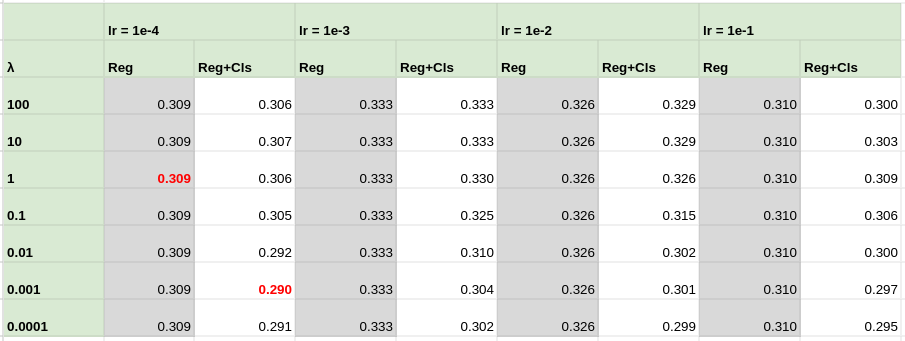 lr = 1e-4 lr = 1e-3 lr = 1e-2 lr = 1e-1
λ Reg Reg+Cls Reg Reg+Cls Reg Reg+Cls Reg Reg+Cls
100 0.309 0.306 0.333 0.333 0.326 0.329 0.310 0.300
10 0.309 0.307 0.333 0.333 0.326 0.329 0.310 0.303
1 0.309 0.306 0.333 0.330 0.326 0.326 0.310 0.309
0.1 0.309 0.305 0.333 0.325 0.326 0.315 0.310 0.306
0.01 0.309 0.292 0.333 0.310 0.326 0.302 0.310 0.300
0.001 0.309 0.290 0.333 0.304 0.326 0.301 0.310 0.297
0.0001 0.309 0.291 0.333 0.302 0.326 0.299 0.310 0.295